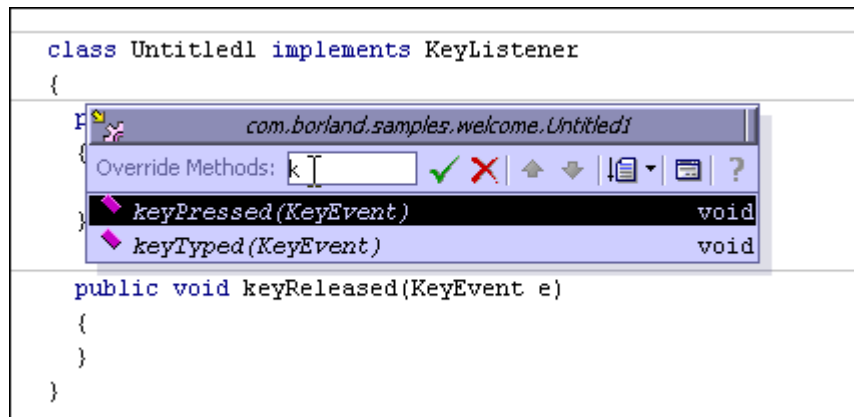 class Untitled1 implements KeyListener
{
p
com.borland.samples.welcome.Untitled1
{
Override Methods: k
?
keyPressed(KeyEvent) void
}
keyTyped(KeyEvent) void
public void keyReleased(KeyEvent e)
{
}
}